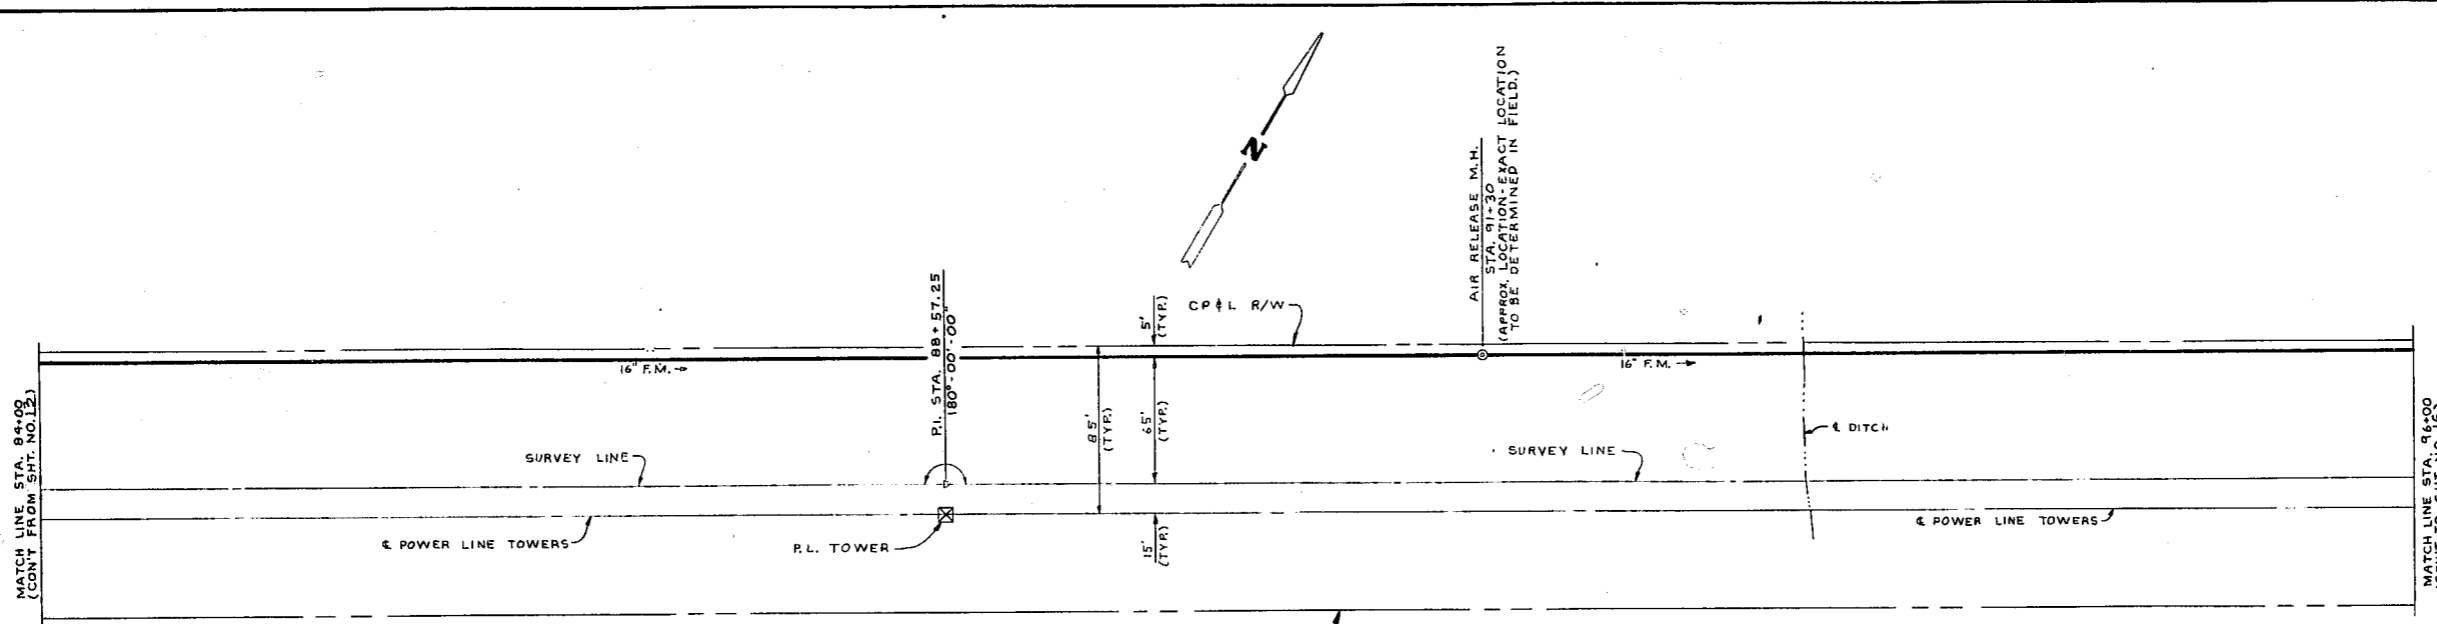 MATCH LINE STA. 84+00
(CON'T FROM SHT. NO. 12)
16" F.M.
SURVEY LINE
℄ POWER LINE TOWERS
P.I. STA. 88+57.25
180°-00'-00"
P.L. TOWER
N
85'
(TYP.)
5'
(TYP.)
65'
(TYP.)
15'
(TYP.)
CP&L R/W
AIR RELEASE M.H.
STA. 91+30
(APPROX. LOCATION-EXACT LOCATION
TO BE DETERMINED IN FIELD.)
16" F.M.
SURVEY LINE
℄ DITCH
℄ POWER LINE TOWERS
MATCH LINE STA. 96+00